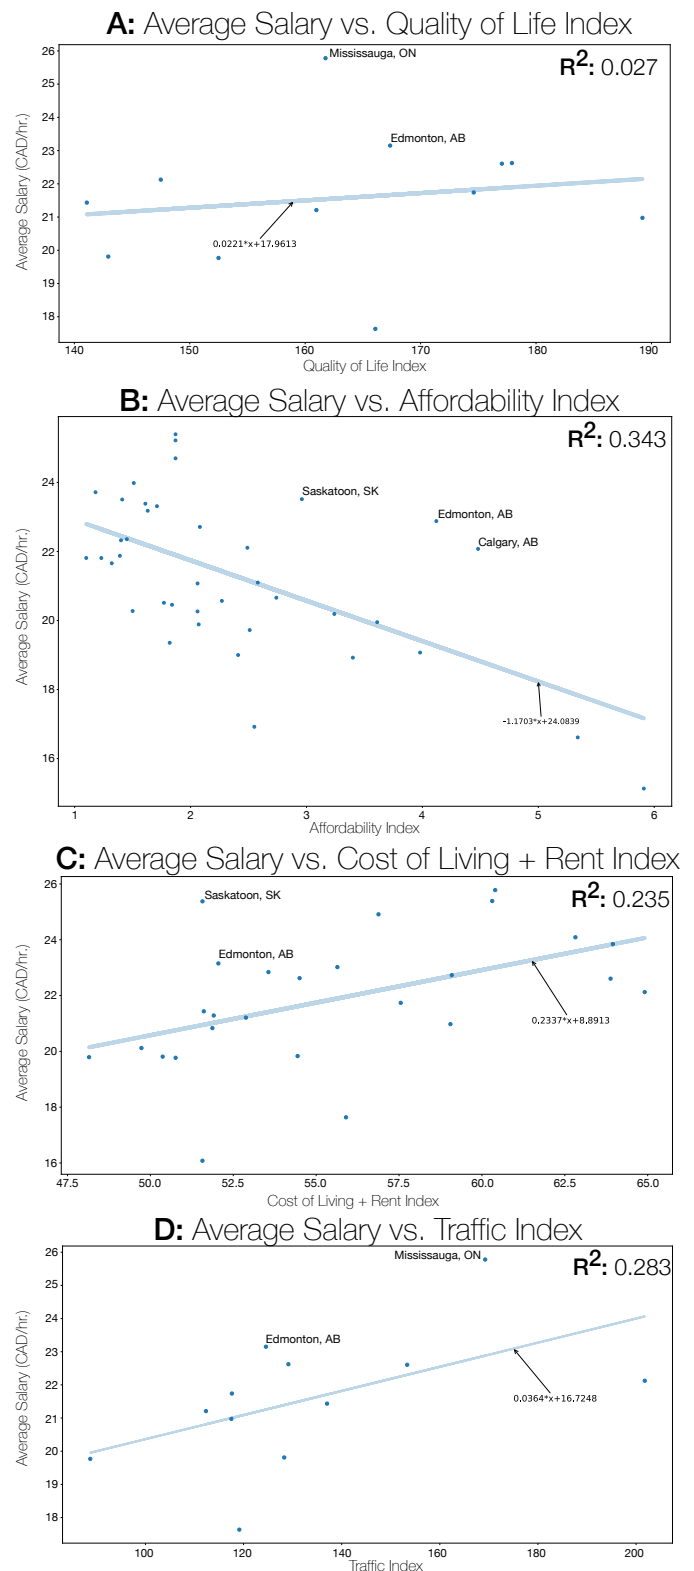 A: Average Salary vs. Quality of Life Index
R²: 0.027
Mississauga, ON
Edmonton, AB
0.0221*x+17.9613
Average Salary (CAD/hr.)
26
25
24
23
22
21
20
19
18
140 150 160 170 180 190
Quality of Life Index
B: Average Salary vs. Affordability Index
R²: 0.343
Saskatoon, SK
Edmonton, AB
Calgary, AB
-1.1703*x+24.0839
Average Salary (CAD/hr.)
24
22
20
18
16
1 2 3 4 5 6
Affordability Index
C: Average Salary vs. Cost of Living + Rent Index
R²: 0.235
Saskatoon, SK
Edmonton, AB
0.2337*x+8.8913
Average Salary (CAD/hr.)
26
24
22
20
18
16
47.5 50.0 52.5 55.0 57.5 60.0 62.5 65.0
Cost of Living + Rent Index
D: Average Salary vs. Traffic Index
Mississauga, ON
R²: 0.283
Edmonton, AB
0.0364*x+16.7248
Average Salary (CAD/hr.)
26
25
24
23
22
21
20
19
18
100 120 140 160 180 200
Traffic Index